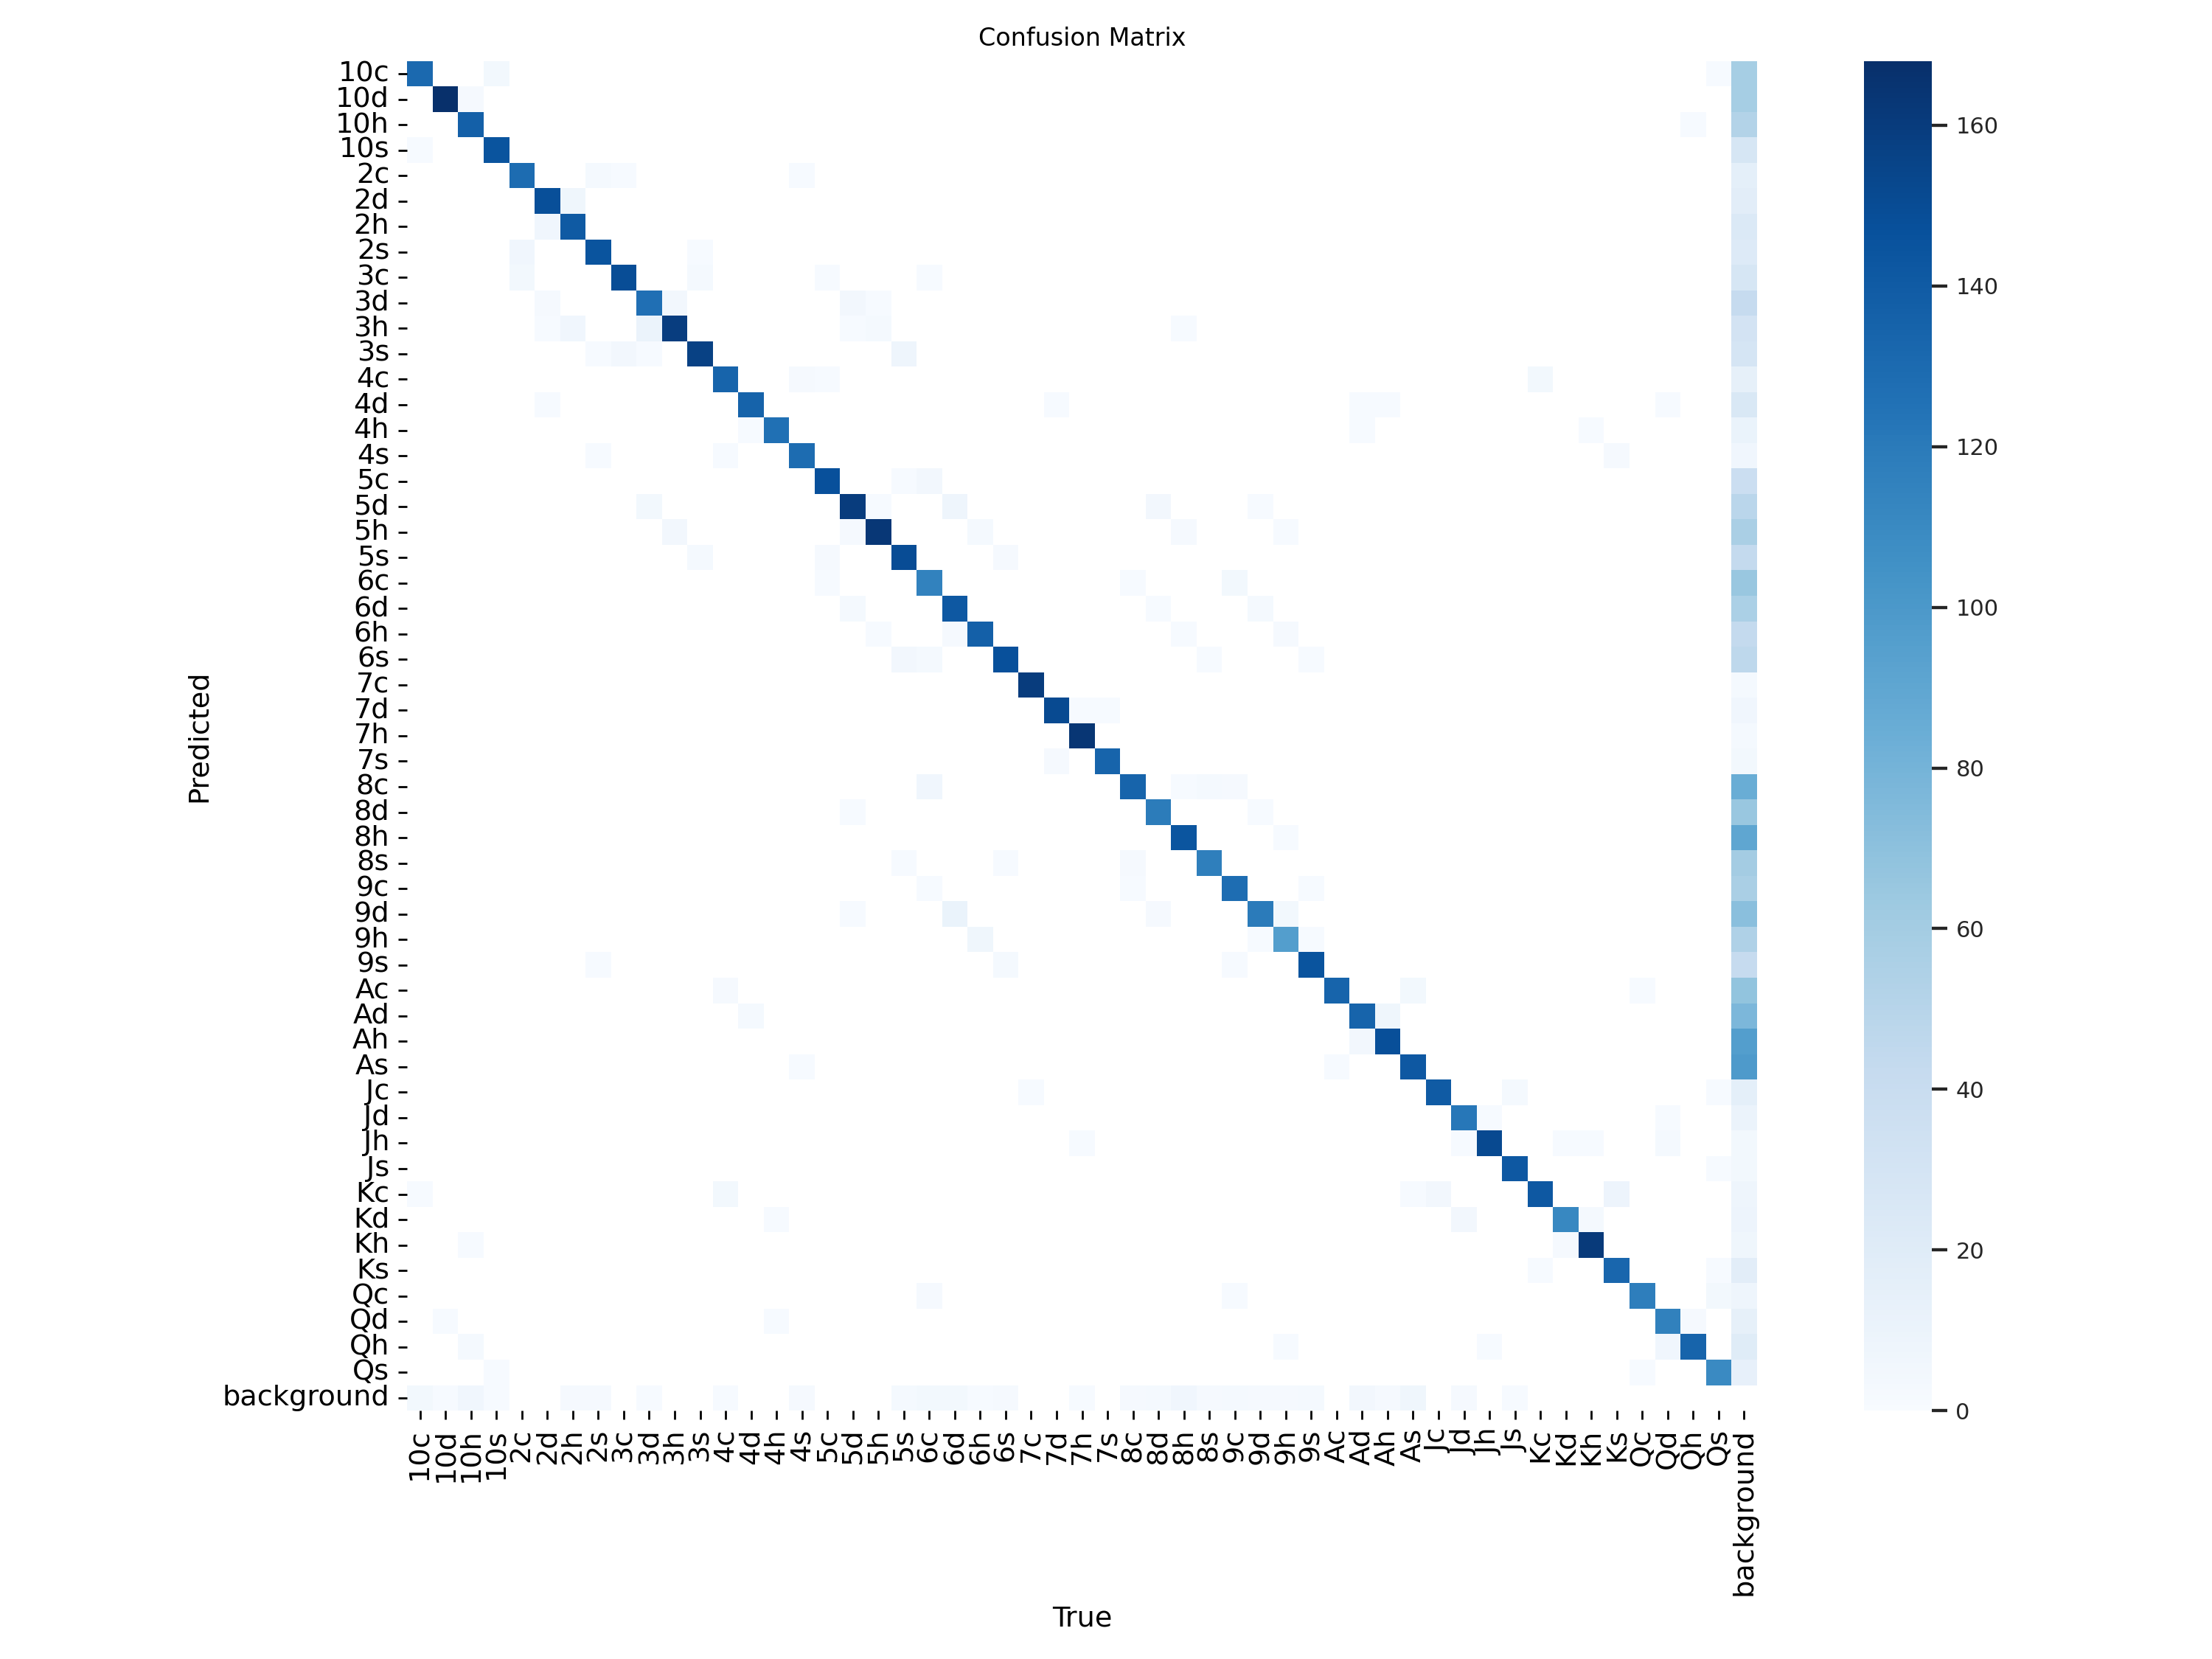 Confusion Matrix
10c
10d
10h
10s
2c
2d
2h
2s
3c
3d
3h
3s
4c
4d
4h
4s
5c
5d
5h
5s
6c
6d
6h
6s
7c
7d
7h
7s
8c
8d
8h
8s
9c
9d
9h
9s
Ac
Ad
Ah
As
Jc
Jd
Jh
Js
Kc
Kd
Kh
Ks
Qc
Qd
Qh
Qs
background
Predicted
10c 10d 10h 10s 2c 2d 2h 2s 3c 3d 3h 3s 4c 4d 4h 4s 5c 5d 5h 5s 6c 6d 6h 6s 7c 7d 7h 7s 8c 8d 8h 8s 9c 9d 9h 9s Ac Ad Ah As Jc Jd Jh Js Kc Kd Kh Ks Qc Qd Qh Qs background
True
160
140
120
100
80
60
40
20
0